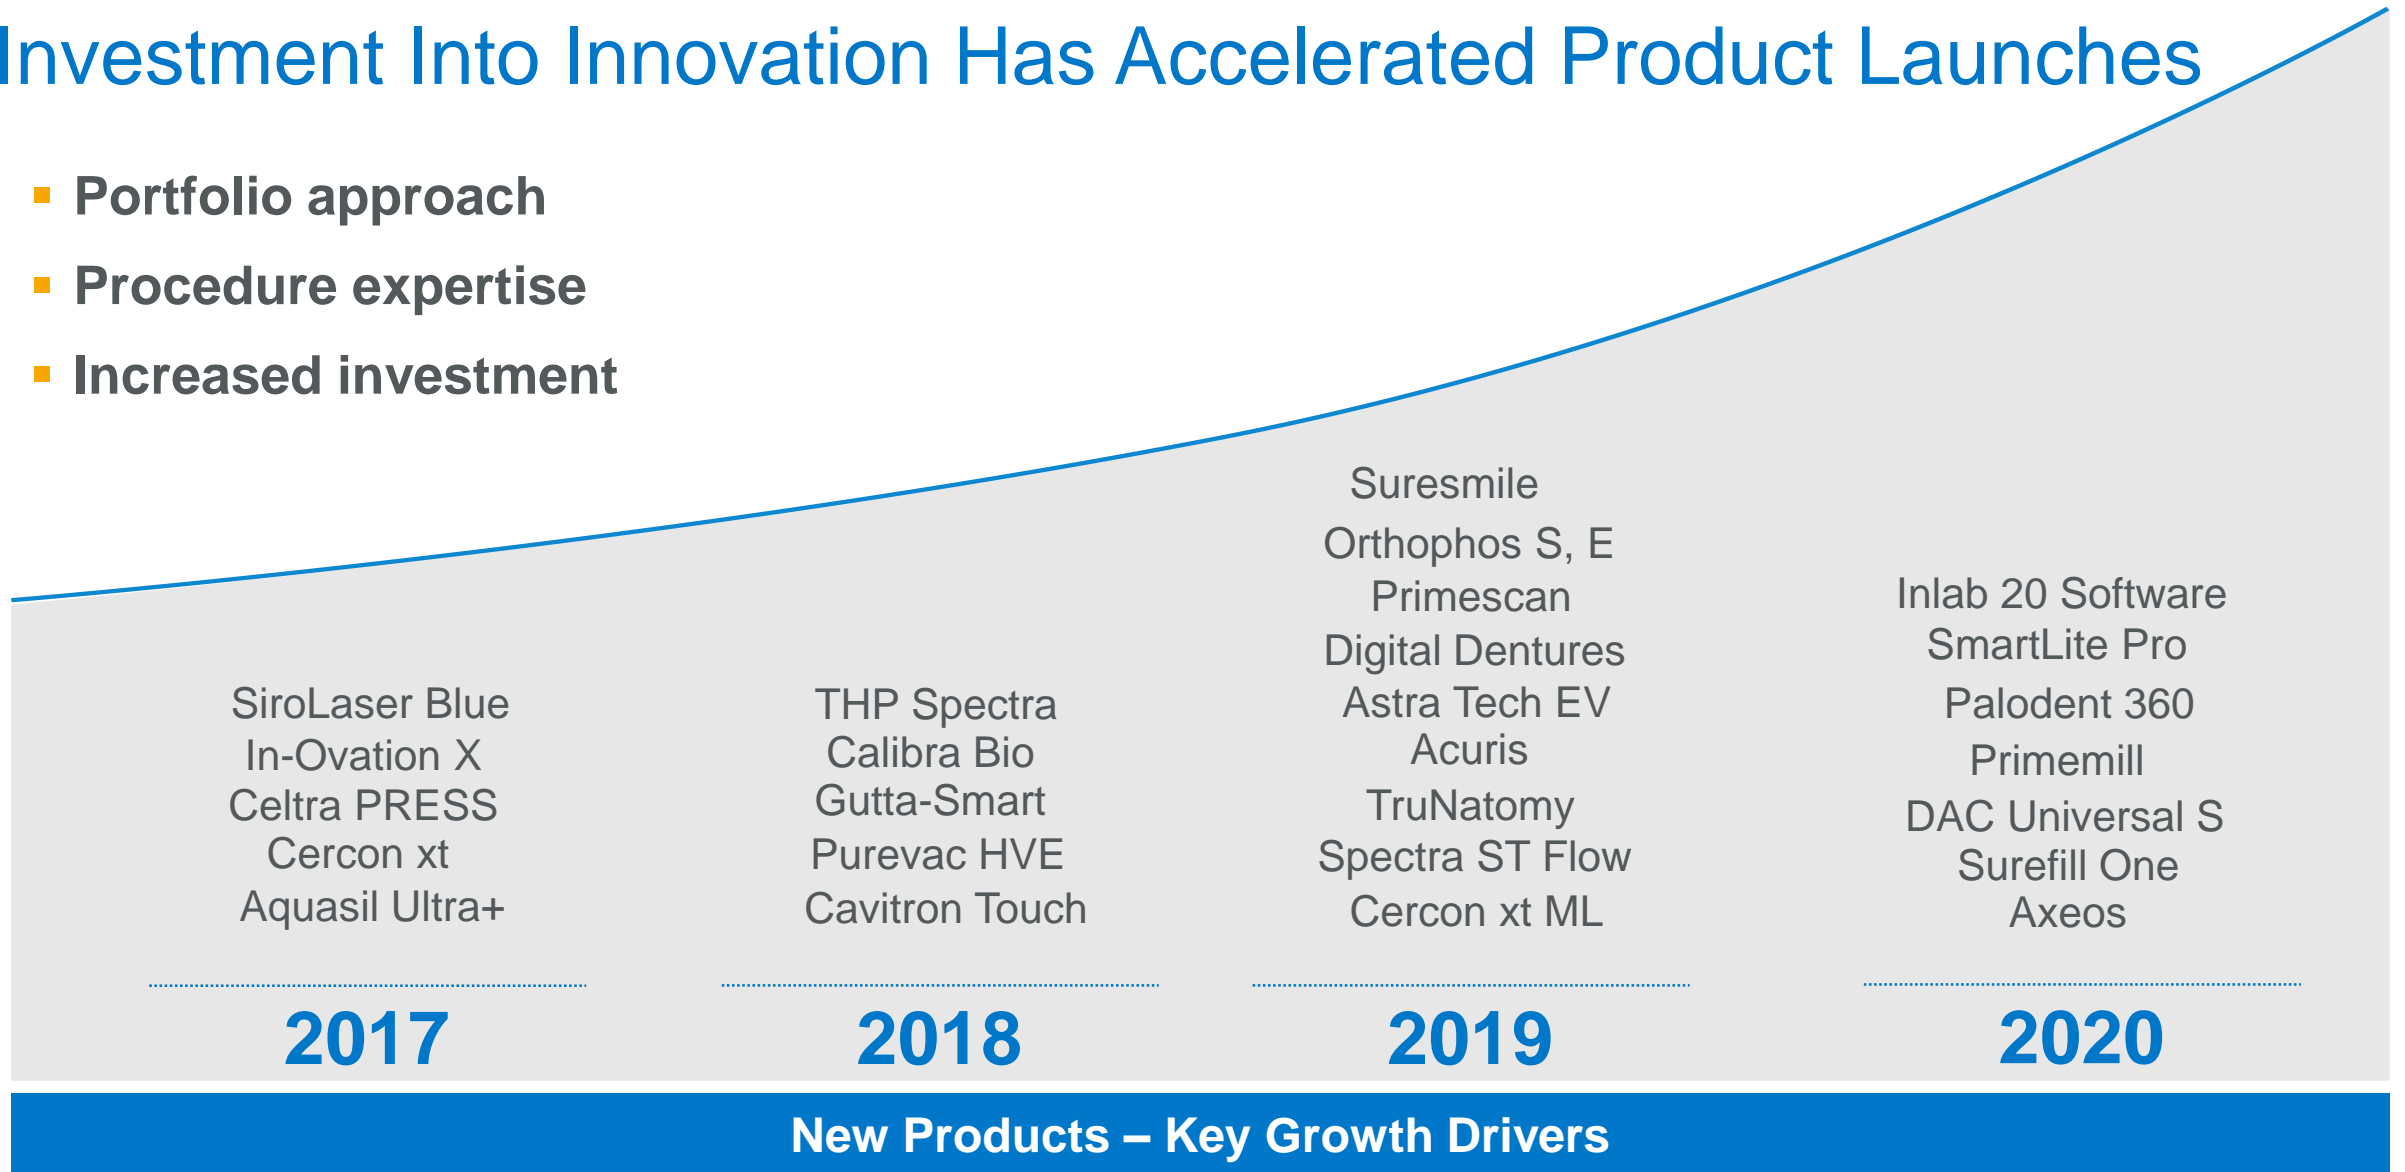 Investment Into Innovation Has Accelerated Product Launches
Portfolio approach
Procedure expertise
Increased investment
SiroLaser Blue
In-Ovation X
Celtra PRESS
Cercon xt
Aquasil Ultra+
2017
THP Spectra
Calibra Bio
Gutta-Smart
Purevac HVE
Cavitron Touch
2018
Suresmile
Orthophos S, E
Primescan
Digital Dentures
Astra Tech EV
Acuris
TruNatomy
Spectra ST Flow
Cercon xt ML
2019
Inlab 20 Software
SmartLite Pro
Palodent 360
Primemill
DAC Universal S
Surefill One
Axeos
2020
New Products – Key Growth Drivers